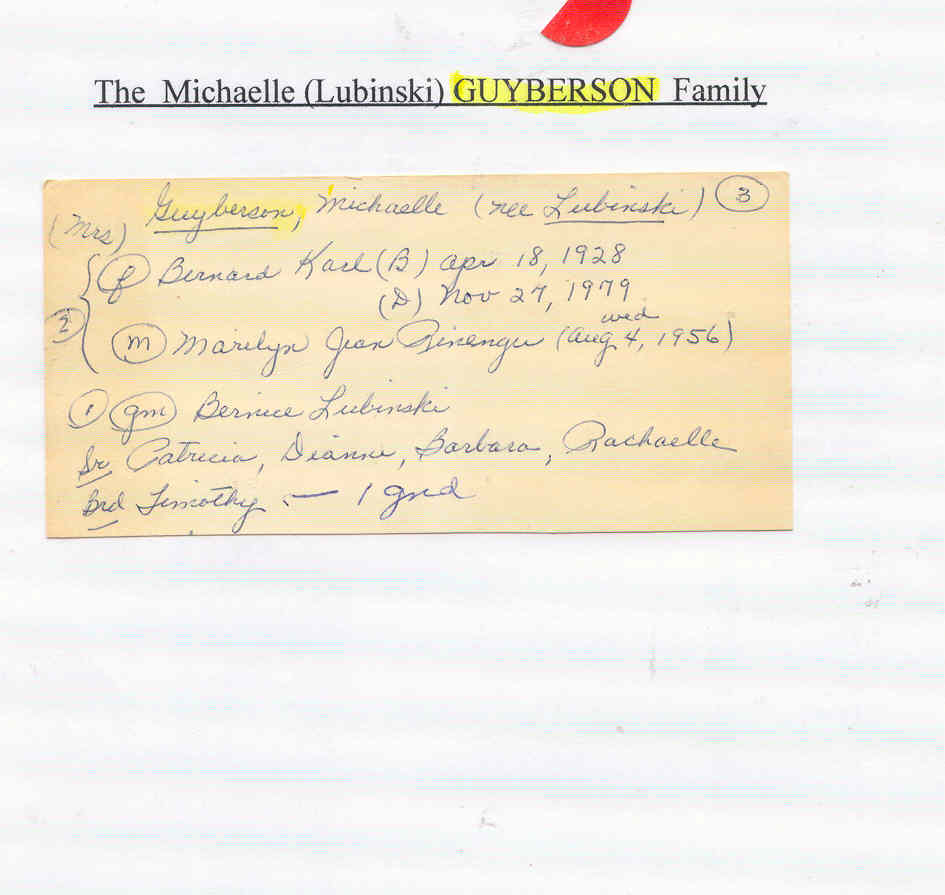 The Michaelle (Lubinski) GUYBERSON Family
(Mrs) Guyberson, Michaelle (nee Lubinski) 3
f Bernard Karl (B) Apr 18, 1928
(D) Nov 27, 1979
2 m Marilyn Jean (Aug 4, 1956) wed
1 gm Bernice Lubinski
Sr. Patricia, Dianne, Barbara, Rachaelle
Brd Timothy — 1 gnd